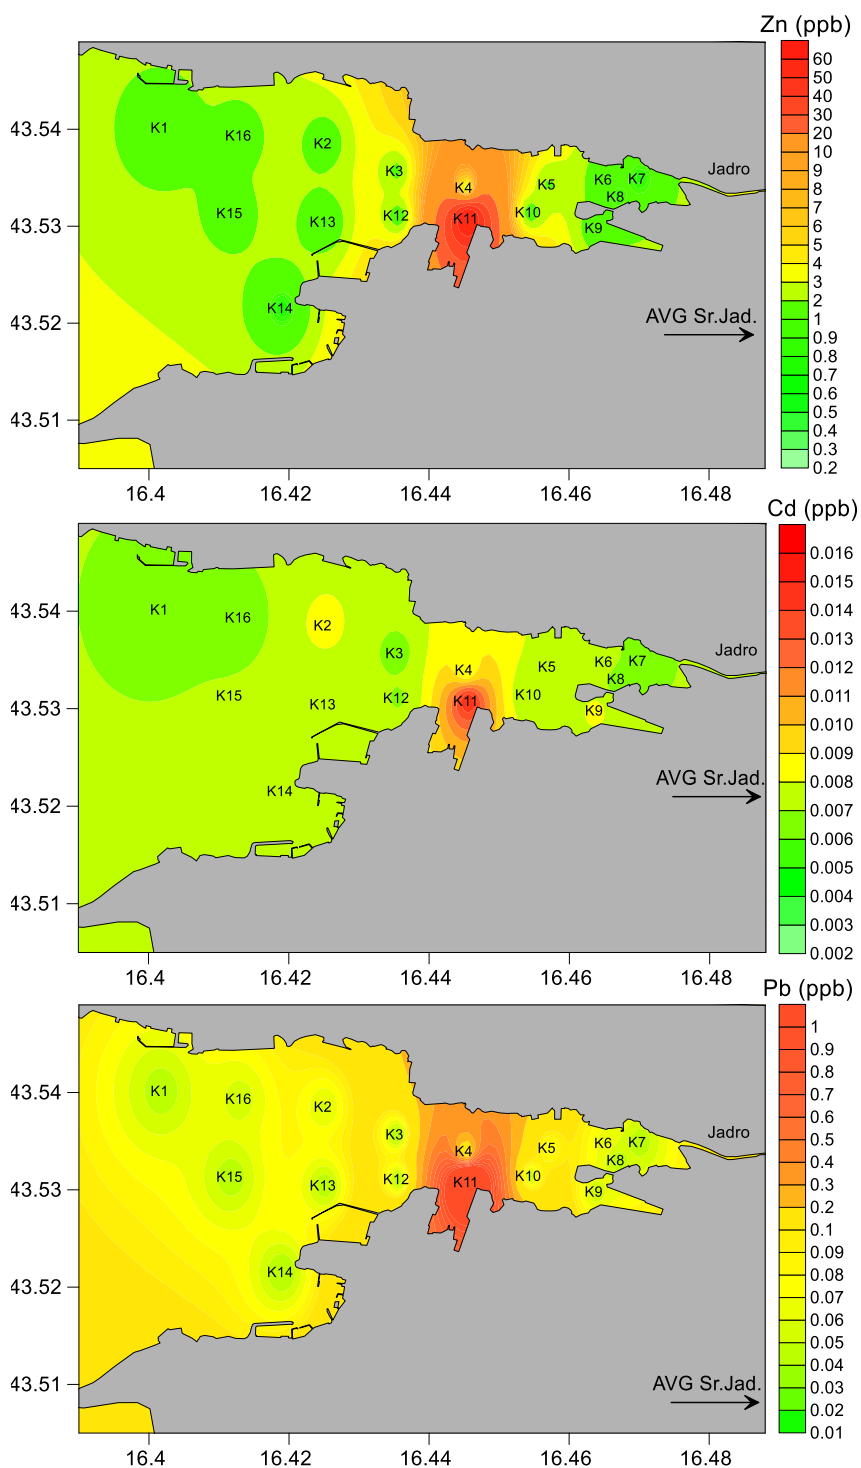 Zn (ppb)
60
50
40
30
20
10
9
8
7
6
5
4
3
2
1
0.9
0.8
0.7
0.6
0.5
0.4
0.3
0.2
43.54
43.53
43.52
43.51
K1
K16
K2
K3
K4
K5
K6
K7
K8
Jadro
K15
K13
K12
K11
K10
K9
K14
AVG Sr.Jad.
16.4 16.42 16.44 16.46 16.48
Cd (ppb)
0.016
0.015
0.014
0.013
0.012
0.011
0.010
0.009
0.008
0.007
0.006
0.005
0.004
0.003
0.002
43.54
43.53
43.52
43.51
K1
K16
K2
K3
K4
K5
K6
K7
K8
Jadro
K15
K13
K12
K11
K10
K9
K14
AVG Sr.Jad.
16.4 16.42 16.44 16.46 16.48
Pb (ppb)
1
0.9
0.8
0.7
0.6
0.5
0.4
0.3
0.2
0.1
0.09
0.08
0.07
0.06
0.05
0.04
0.03
0.02
0.01
43.54
43.53
43.52
43.51
K1
K16
K2
K3
K4
K5
K6
K7
K8
Jadro
K15
K13
K12
K11
K10
K9
K14
AVG Sr.Jad.
16.4 16.42 16.44 16.46 16.48